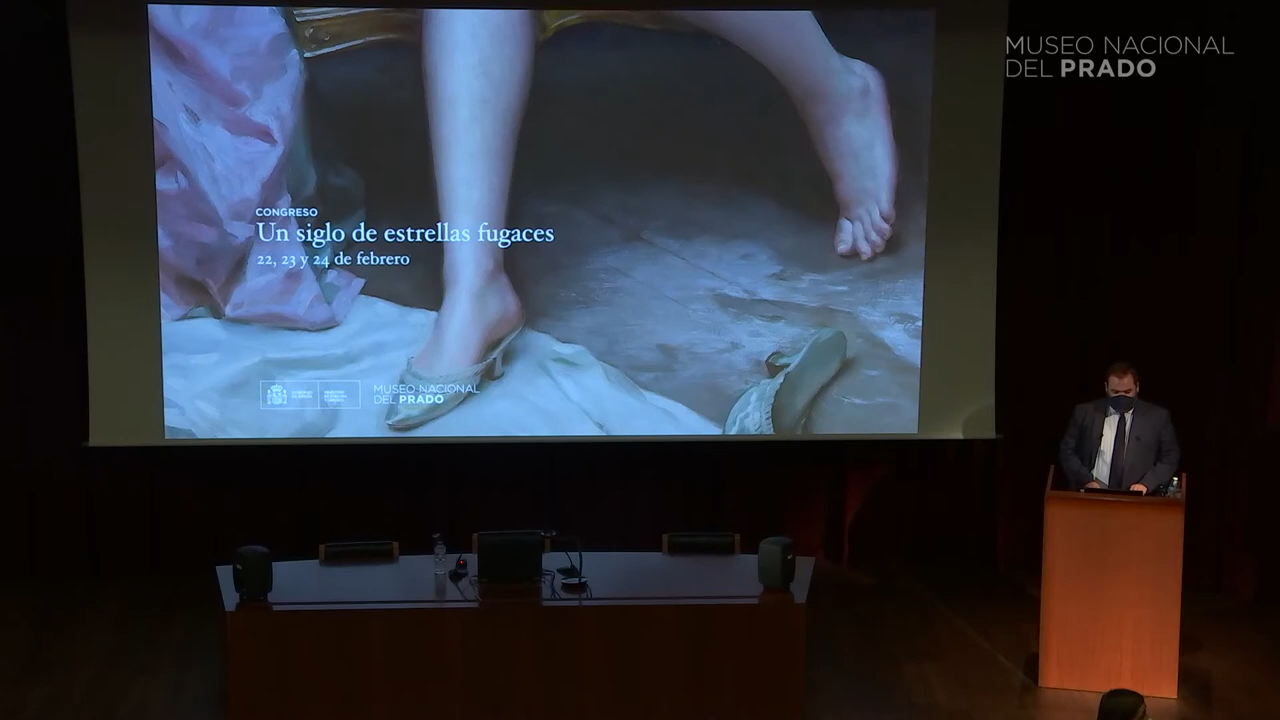 MUSEO NACIONAL
DEL PRADO
CONGRESO
Un siglo de estrellas fugaces
22, 23 y 24 de febrero
MUSEO NACIONAL
DEL PRADO